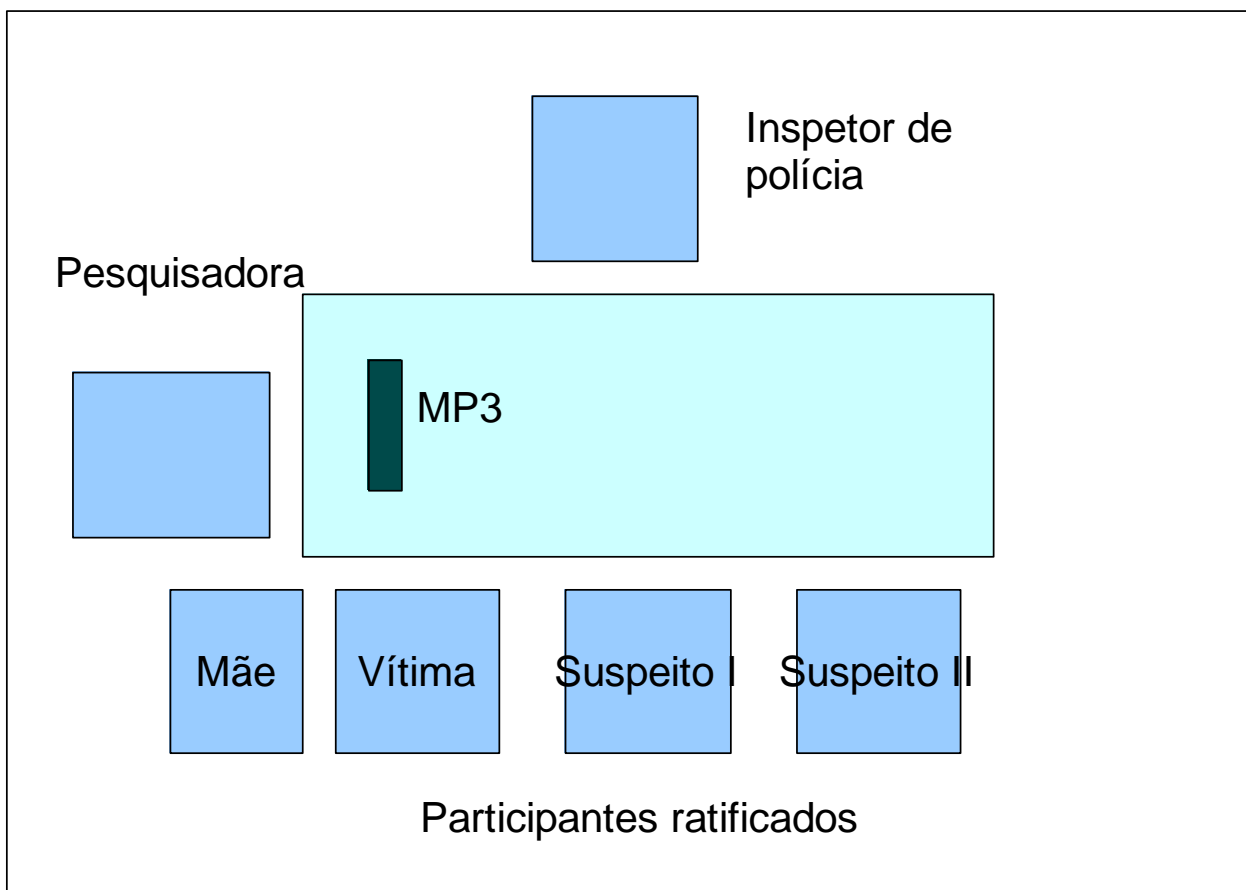 Inspetor de
polícia
Pesquisadora
MP3
Mãe
Vítima
Suspeito I
Suspeito II
Participantes ratificados